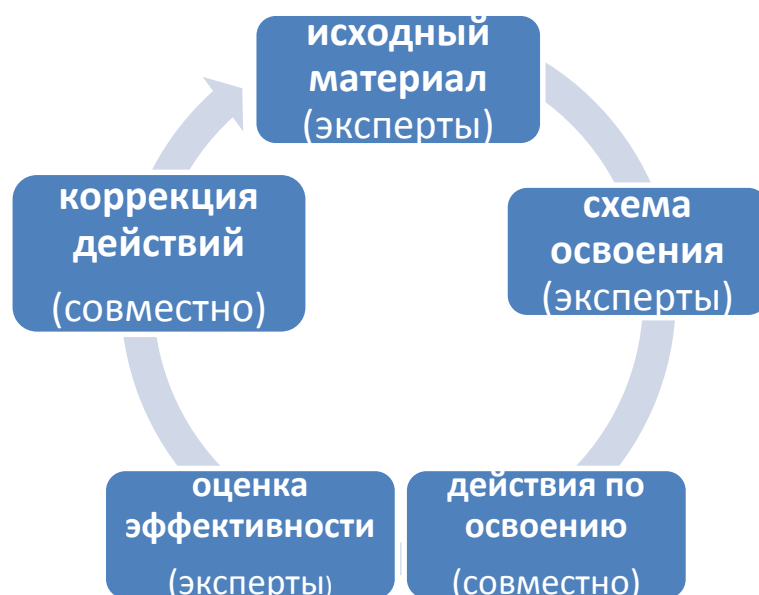 исходный
материал
(эксперты)
схема
освоения
(эксперты)
действия по
освоению
(совместно)
оценка
эффективности
(эксперты)
коррекция
действий
(совместно)